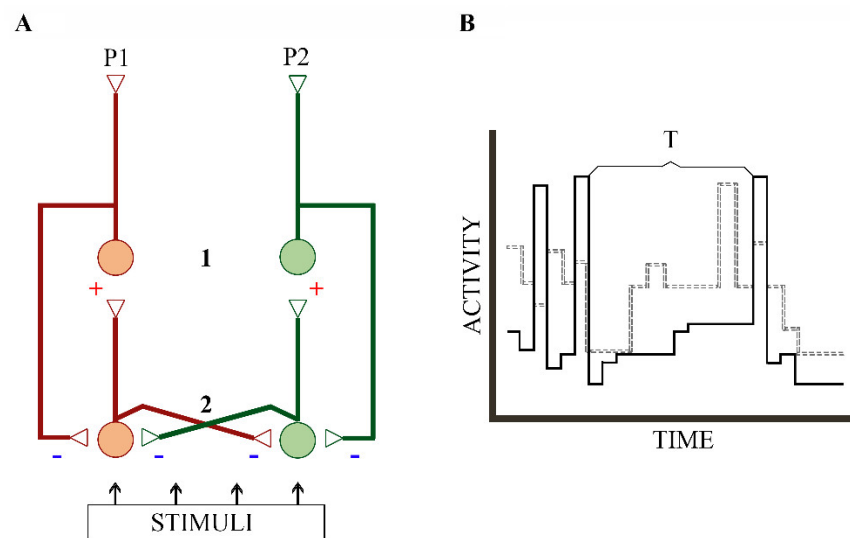 A
P1 P2
1
+ +
2
- - - -
STIMULI
B
T
ACTIVITY
TIME